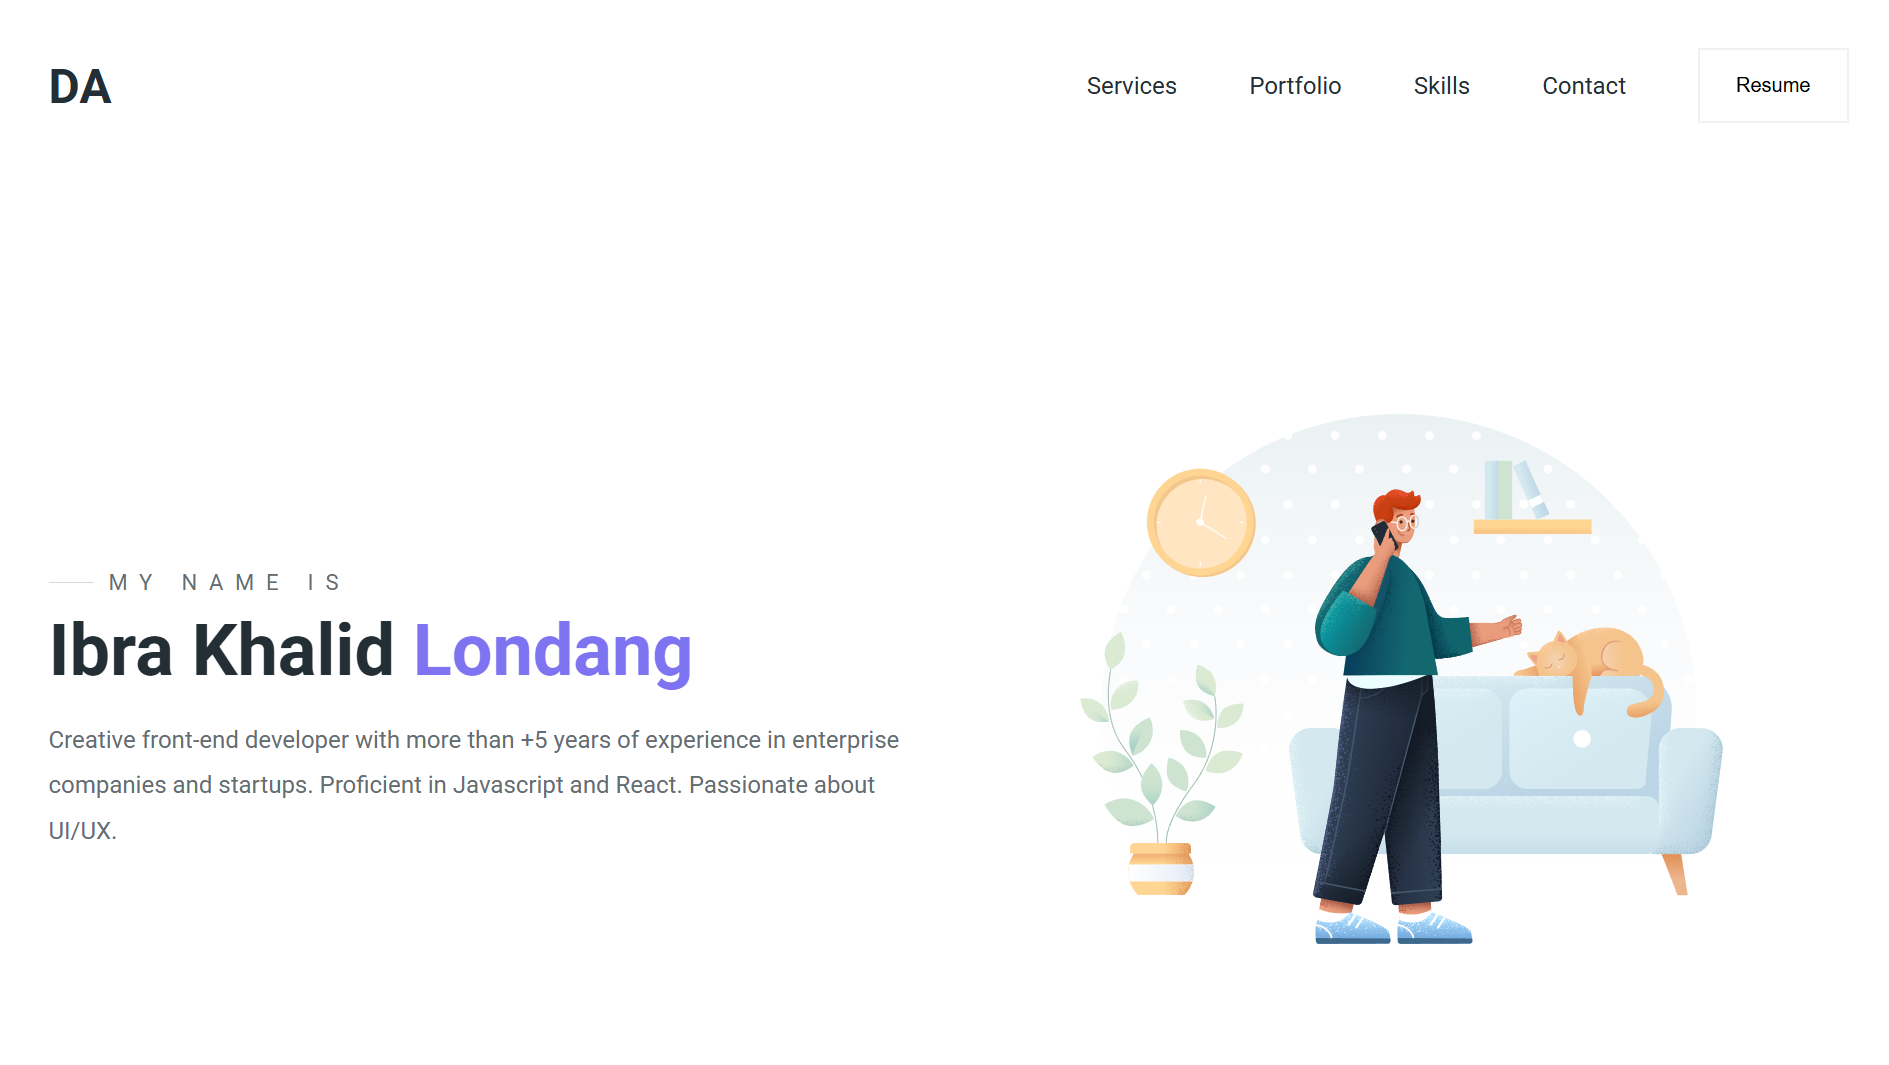 DA
Services
Portfolio
Skills
Contact
Resume
MY NAME IS
Ibra Khalid Londang
Creative front-end developer with more than +5 years of experience in enterprise
companies and startups. Proficient in Javascript and React. Passionate about
UI/UX.